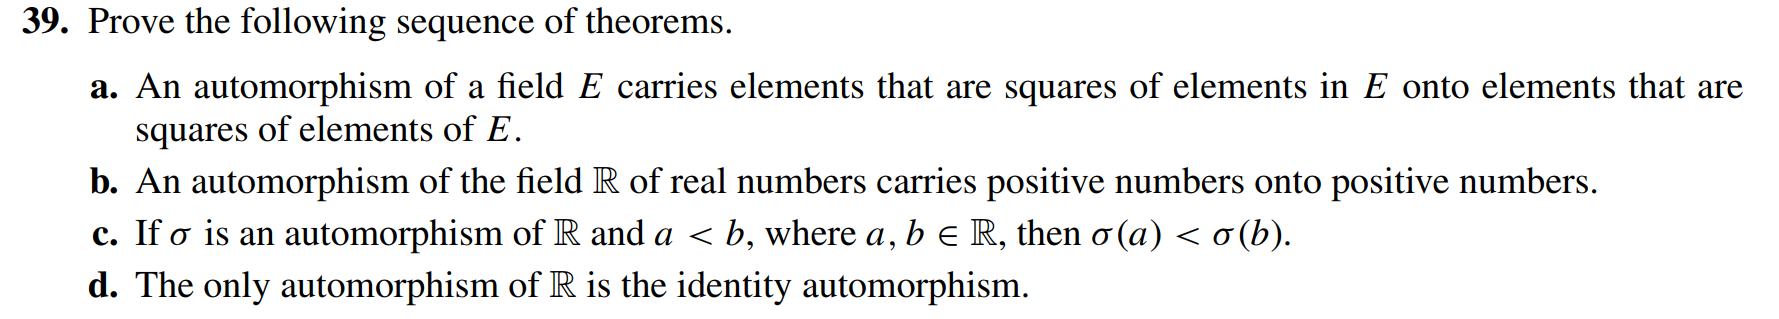 39. Prove the following sequence of theorems.
a. An automorphism of a field E carries elements that are squares of elements in E onto elements that are
squares of elements of E.
b. An automorphism of the field ℝ of real numbers carries positive numbers onto positive numbers.
c. If σ is an automorphism of ℝ and a < b, where a, b ∈ ℝ, then σ(a) < σ(b).
d. The only automorphism of ℝ is the identity automorphism.